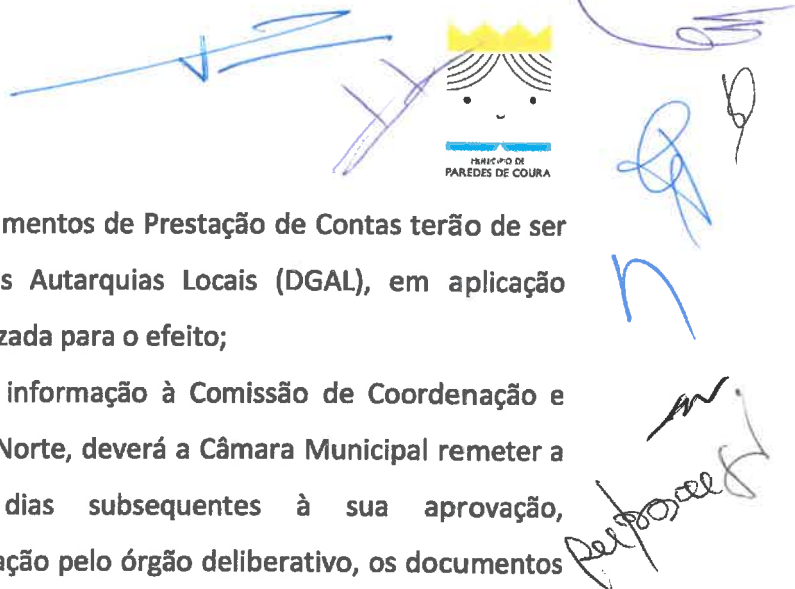 MUNICÍPIO DE
PAREDES DE COURA
mentos de Prestação de Contas terão de ser
s Autarquias Locais (DGAL), em aplicação
zada para o efeito;
informação à Comissão de Coordenação e
Norte, deverá a Câmara Municipal remeter a
dias subsequentes à sua aprovação,
ação pelo órgão deliberativo, os documentos